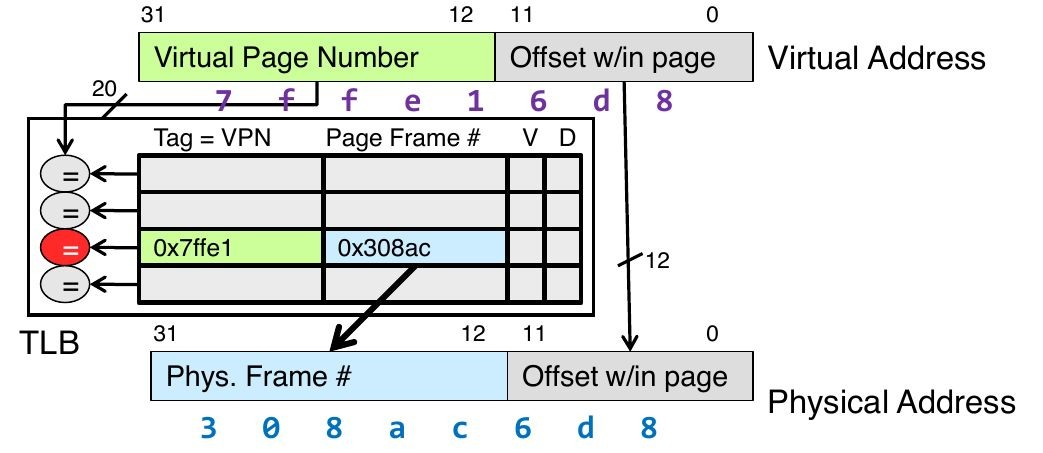 31 12 11 0
Virtual Page Number Offset w/in page Virtual Address
7 f f e 1 6 d 8
20
Tag = VPN Page Frame # V D
=
=
= 0x7ffe1 0x308ac
=
12
TLB
31 12 11 0
Phys. Frame # Offset w/in page
Physical Address
3 0 8 a c 6 d 8